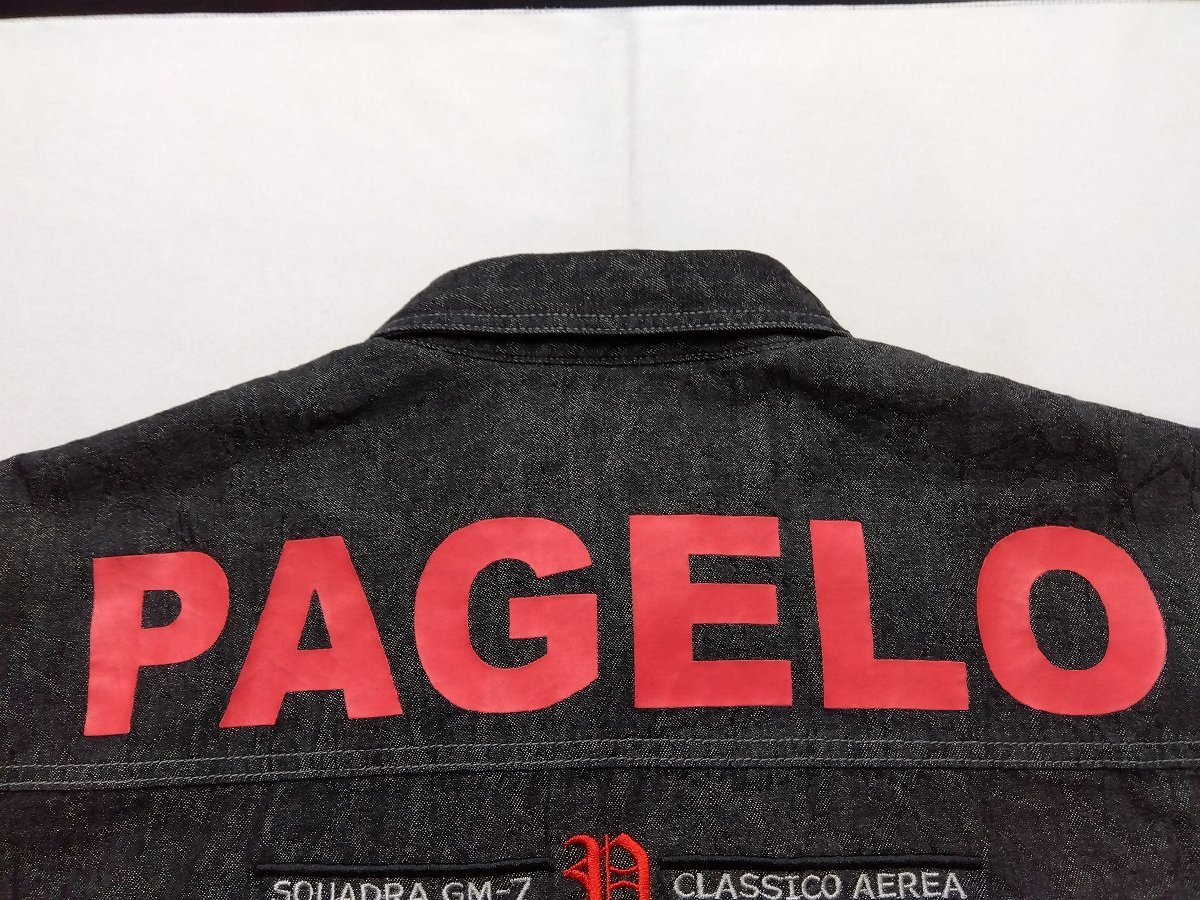 PAGELO
SQUADRA GM-7 P CLASSICO AEREA